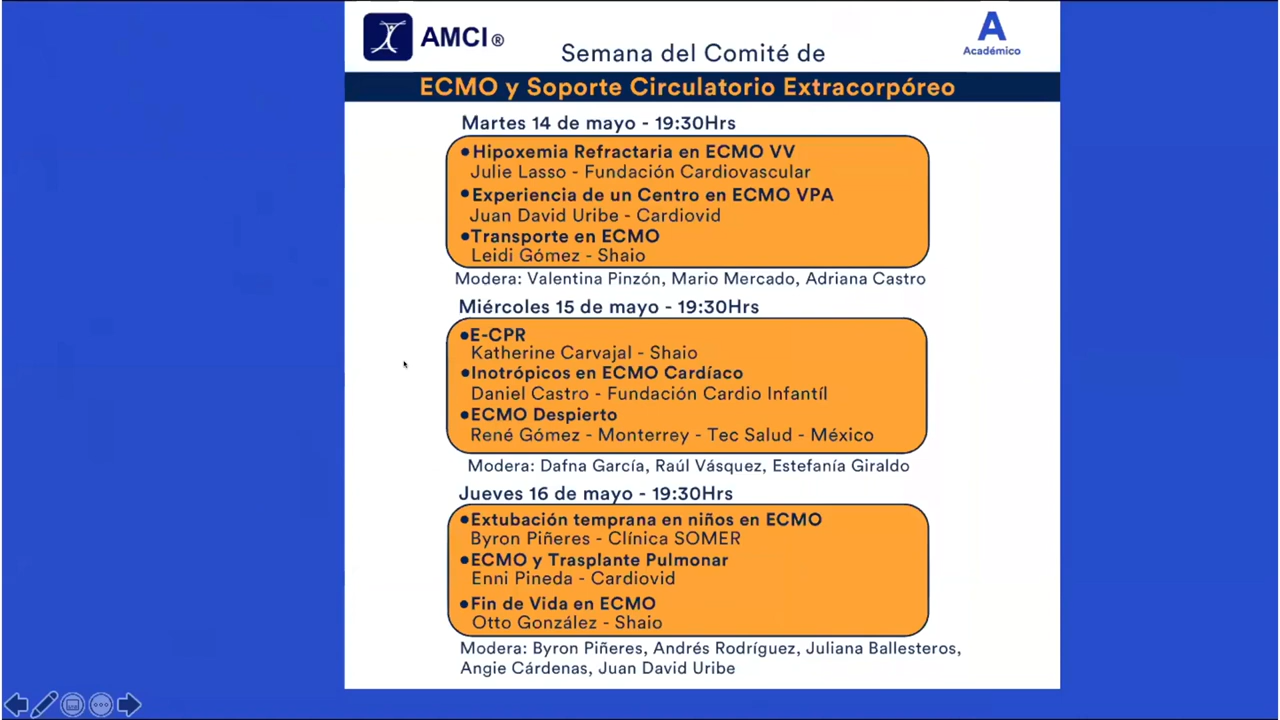 AMCI®
Semana del Comité de
A
Académico
ECMO y Soporte Circulatorio Extracorpóreo
Martes 14 de mayo - 19:30Hrs
•Hipoxemia Refractaria en ECMO VV
Julie Lasso - Fundación Cardiovascular
•Experiencia de un Centro en ECMO VPA
Juan David Uribe - Cardiovid
•Transporte en ECMO
Leidi Gómez - Shaio
Modera: Valentina Pinzón, Mario Mercado, Adriana Castro
Miércoles 15 de mayo - 19:30Hrs
•E-CPR
Katherine Carvajal - Shaio
•Inotrópicos en ECMO Cardíaco
Daniel Castro - Fundación Cardio Infantíl
•ECMO Despierto
René Gómez - Monterrey - Tec Salud - México
Modera: Dafna García, Raúl Vásquez, Estefanía Giraldo
Jueves 16 de mayo - 19:30Hrs
•Extubación temprana en niños en ECMO
Byron Piñeres - Clínica SOMER
•ECMO y Trasplante Pulmonar
Enni Pineda - Cardiovid
•Fin de Vida en ECMO
Otto González - Shaio
Modera: Byron Piñeres, Andrés Rodríguez, Juliana Ballesteros,
Angie Cárdenas, Juan David Uribe